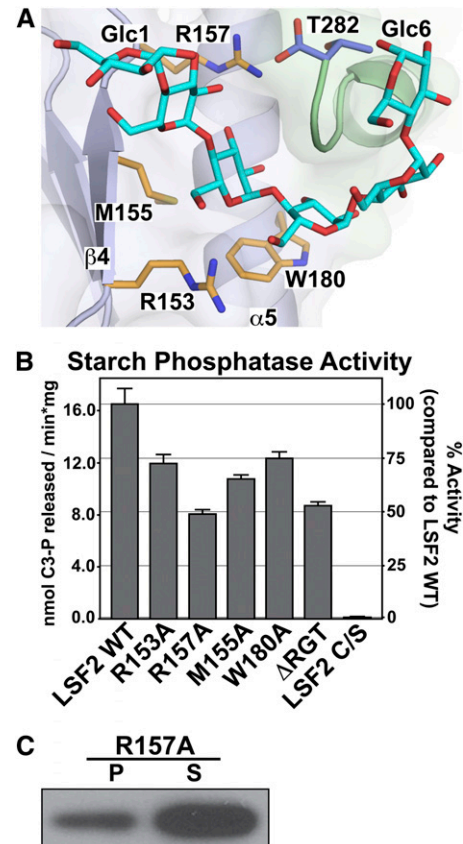 A
Glc1
R157
T282
Glc6
M155
β4
R153
W180
α5
B
Starch Phosphatase Activity
nmol C3-P released / min*mg
16.0
12.0
8.0
4.0
0.0
100
75
50
25
0
% Activity
(compared to LSF2 WT)
LSF2 WT
R153A
R157A
M155A
W180A
ΔRGT
LSF2 C/S
C
R157A
P S